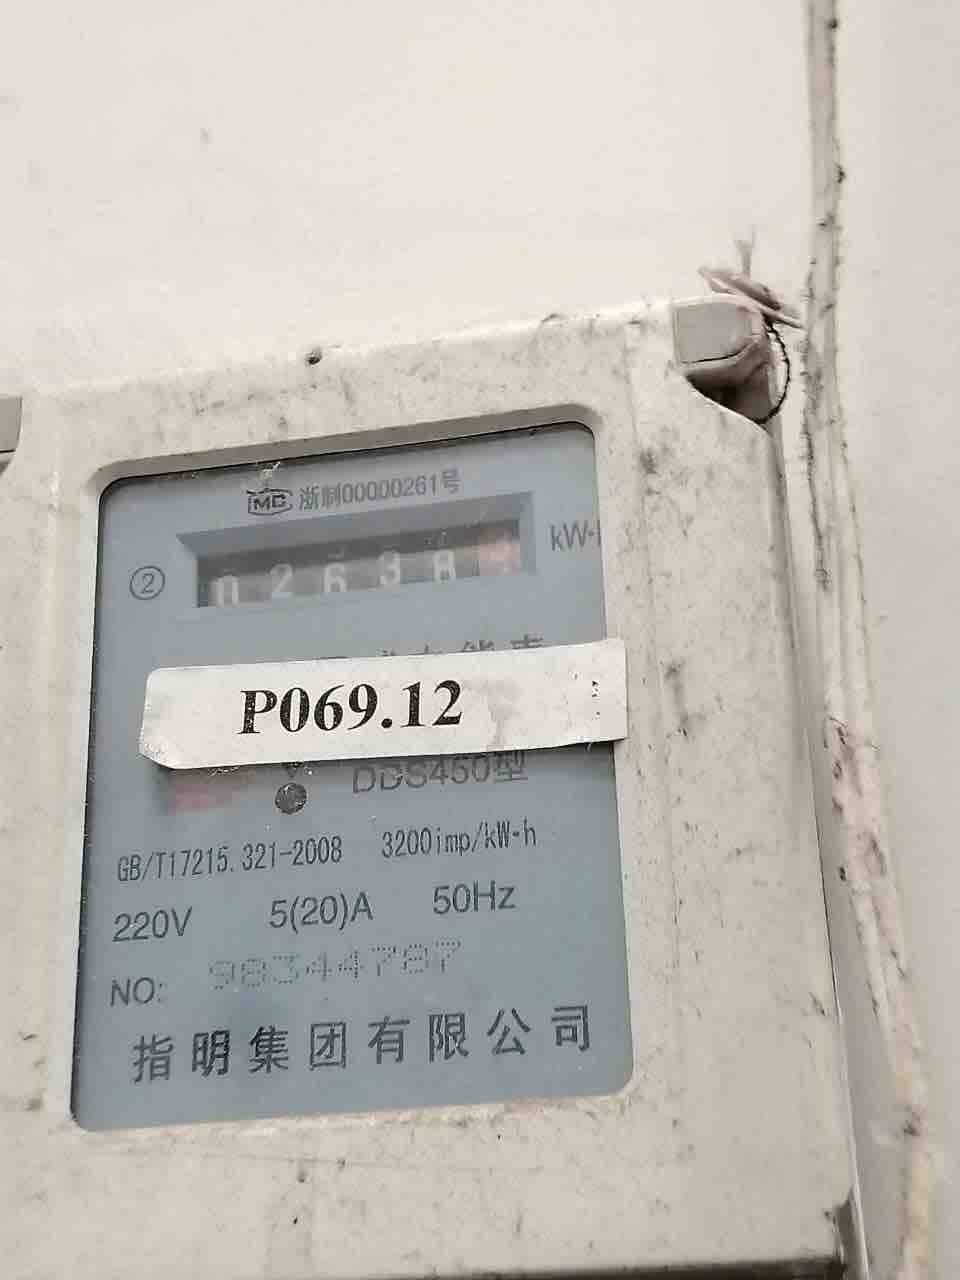 MC 浙制00000261号
② 02638 kW·h
P069.12
DDS450型
GB/T17215.321-2008 3200imp/kW·h
220V 5(20)A 50Hz
NO: 98344787
指明集团有限公司